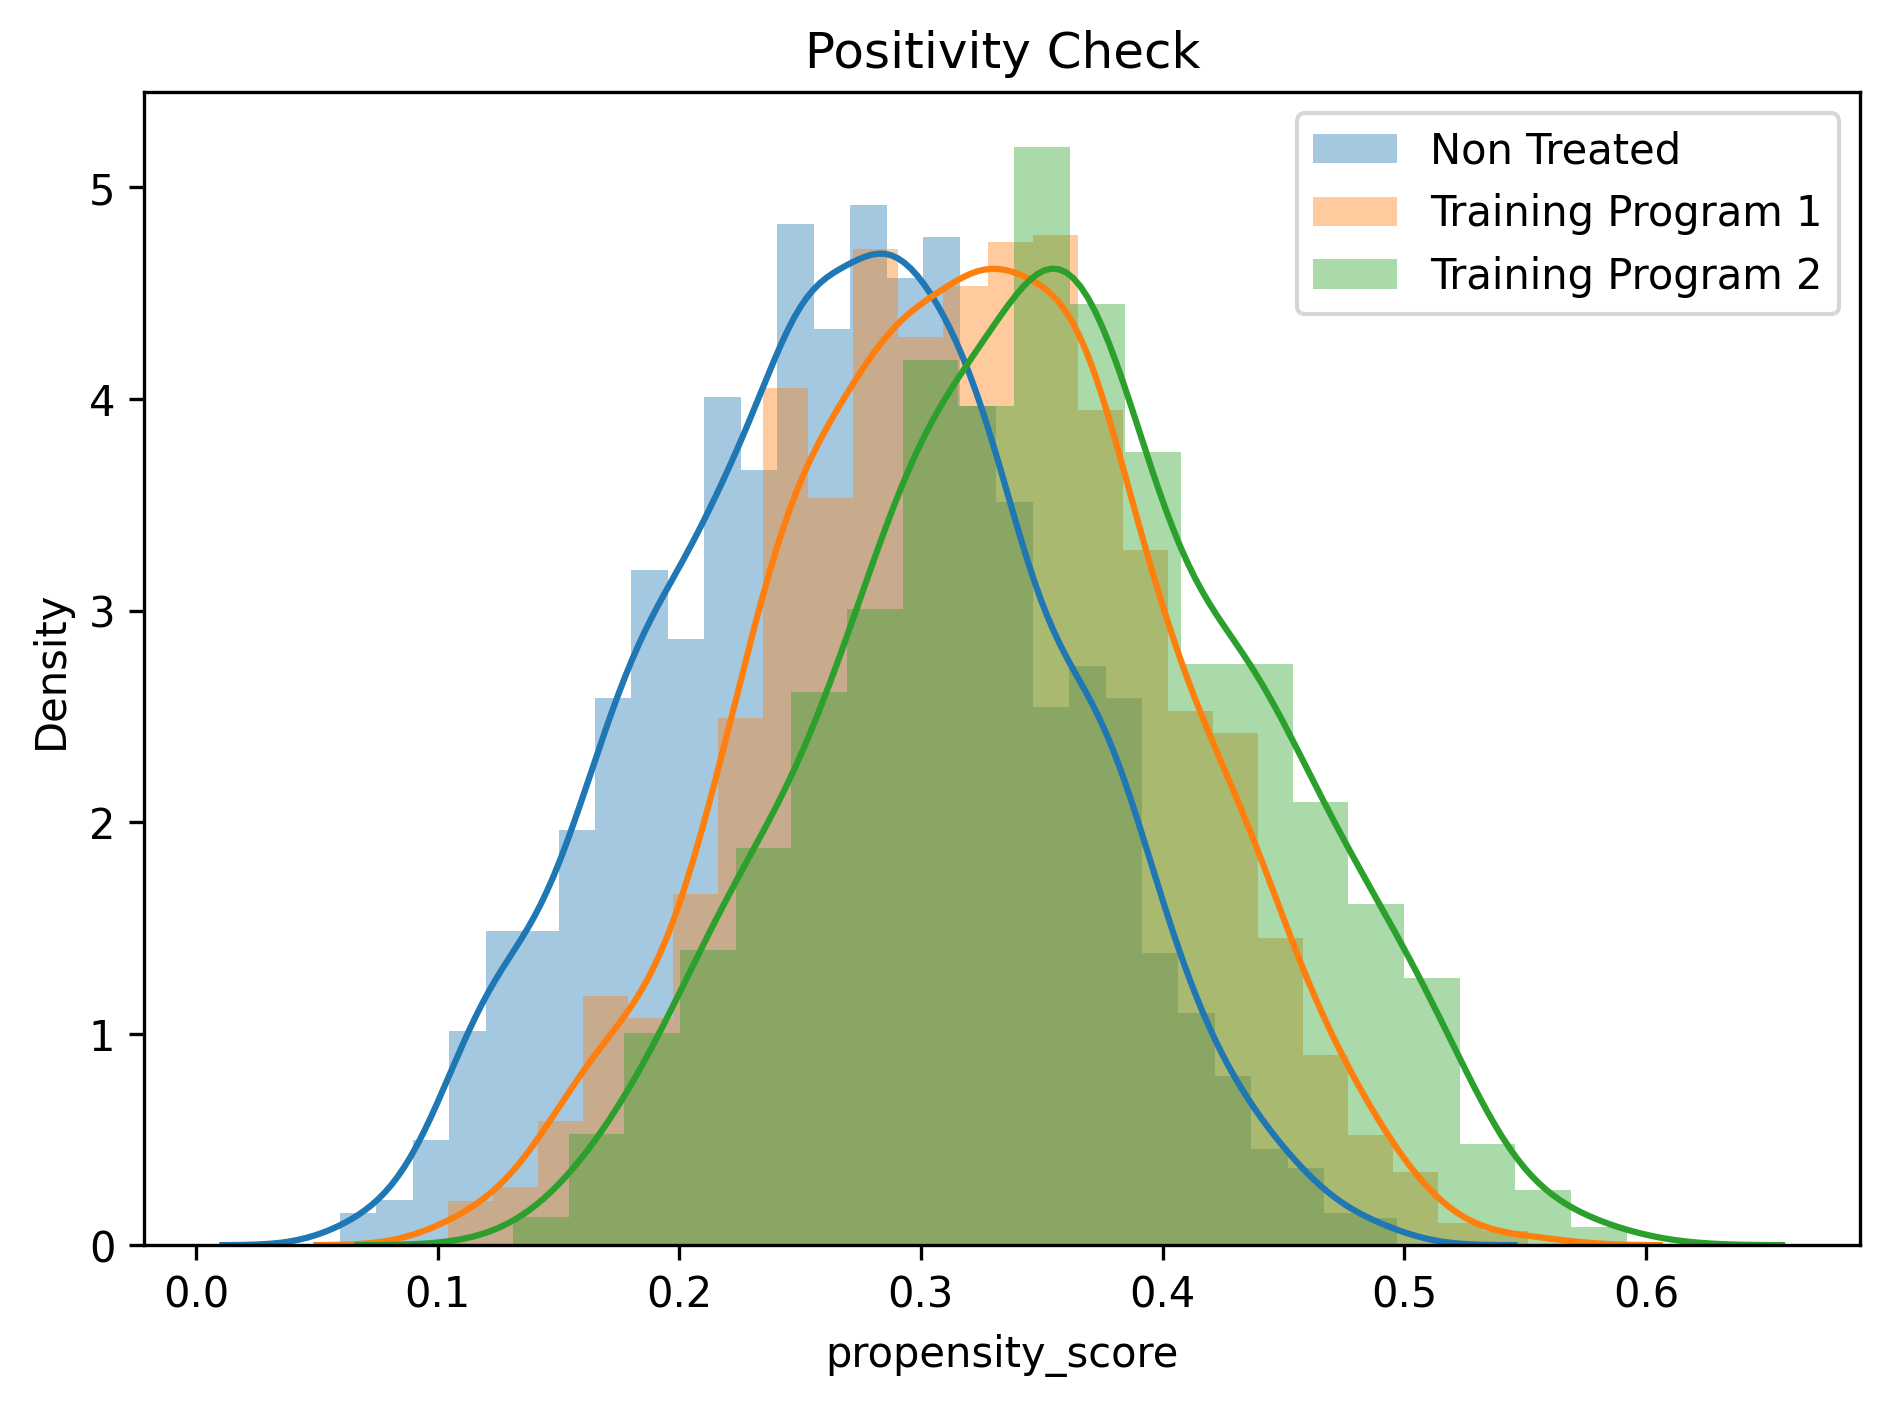 Positivity Check
Non Treated
Training Program 1
Training Program 2
Density
5
4
3
2
1
0
0.0 0.1 0.2 0.3 0.4 0.5 0.6
propensity_score